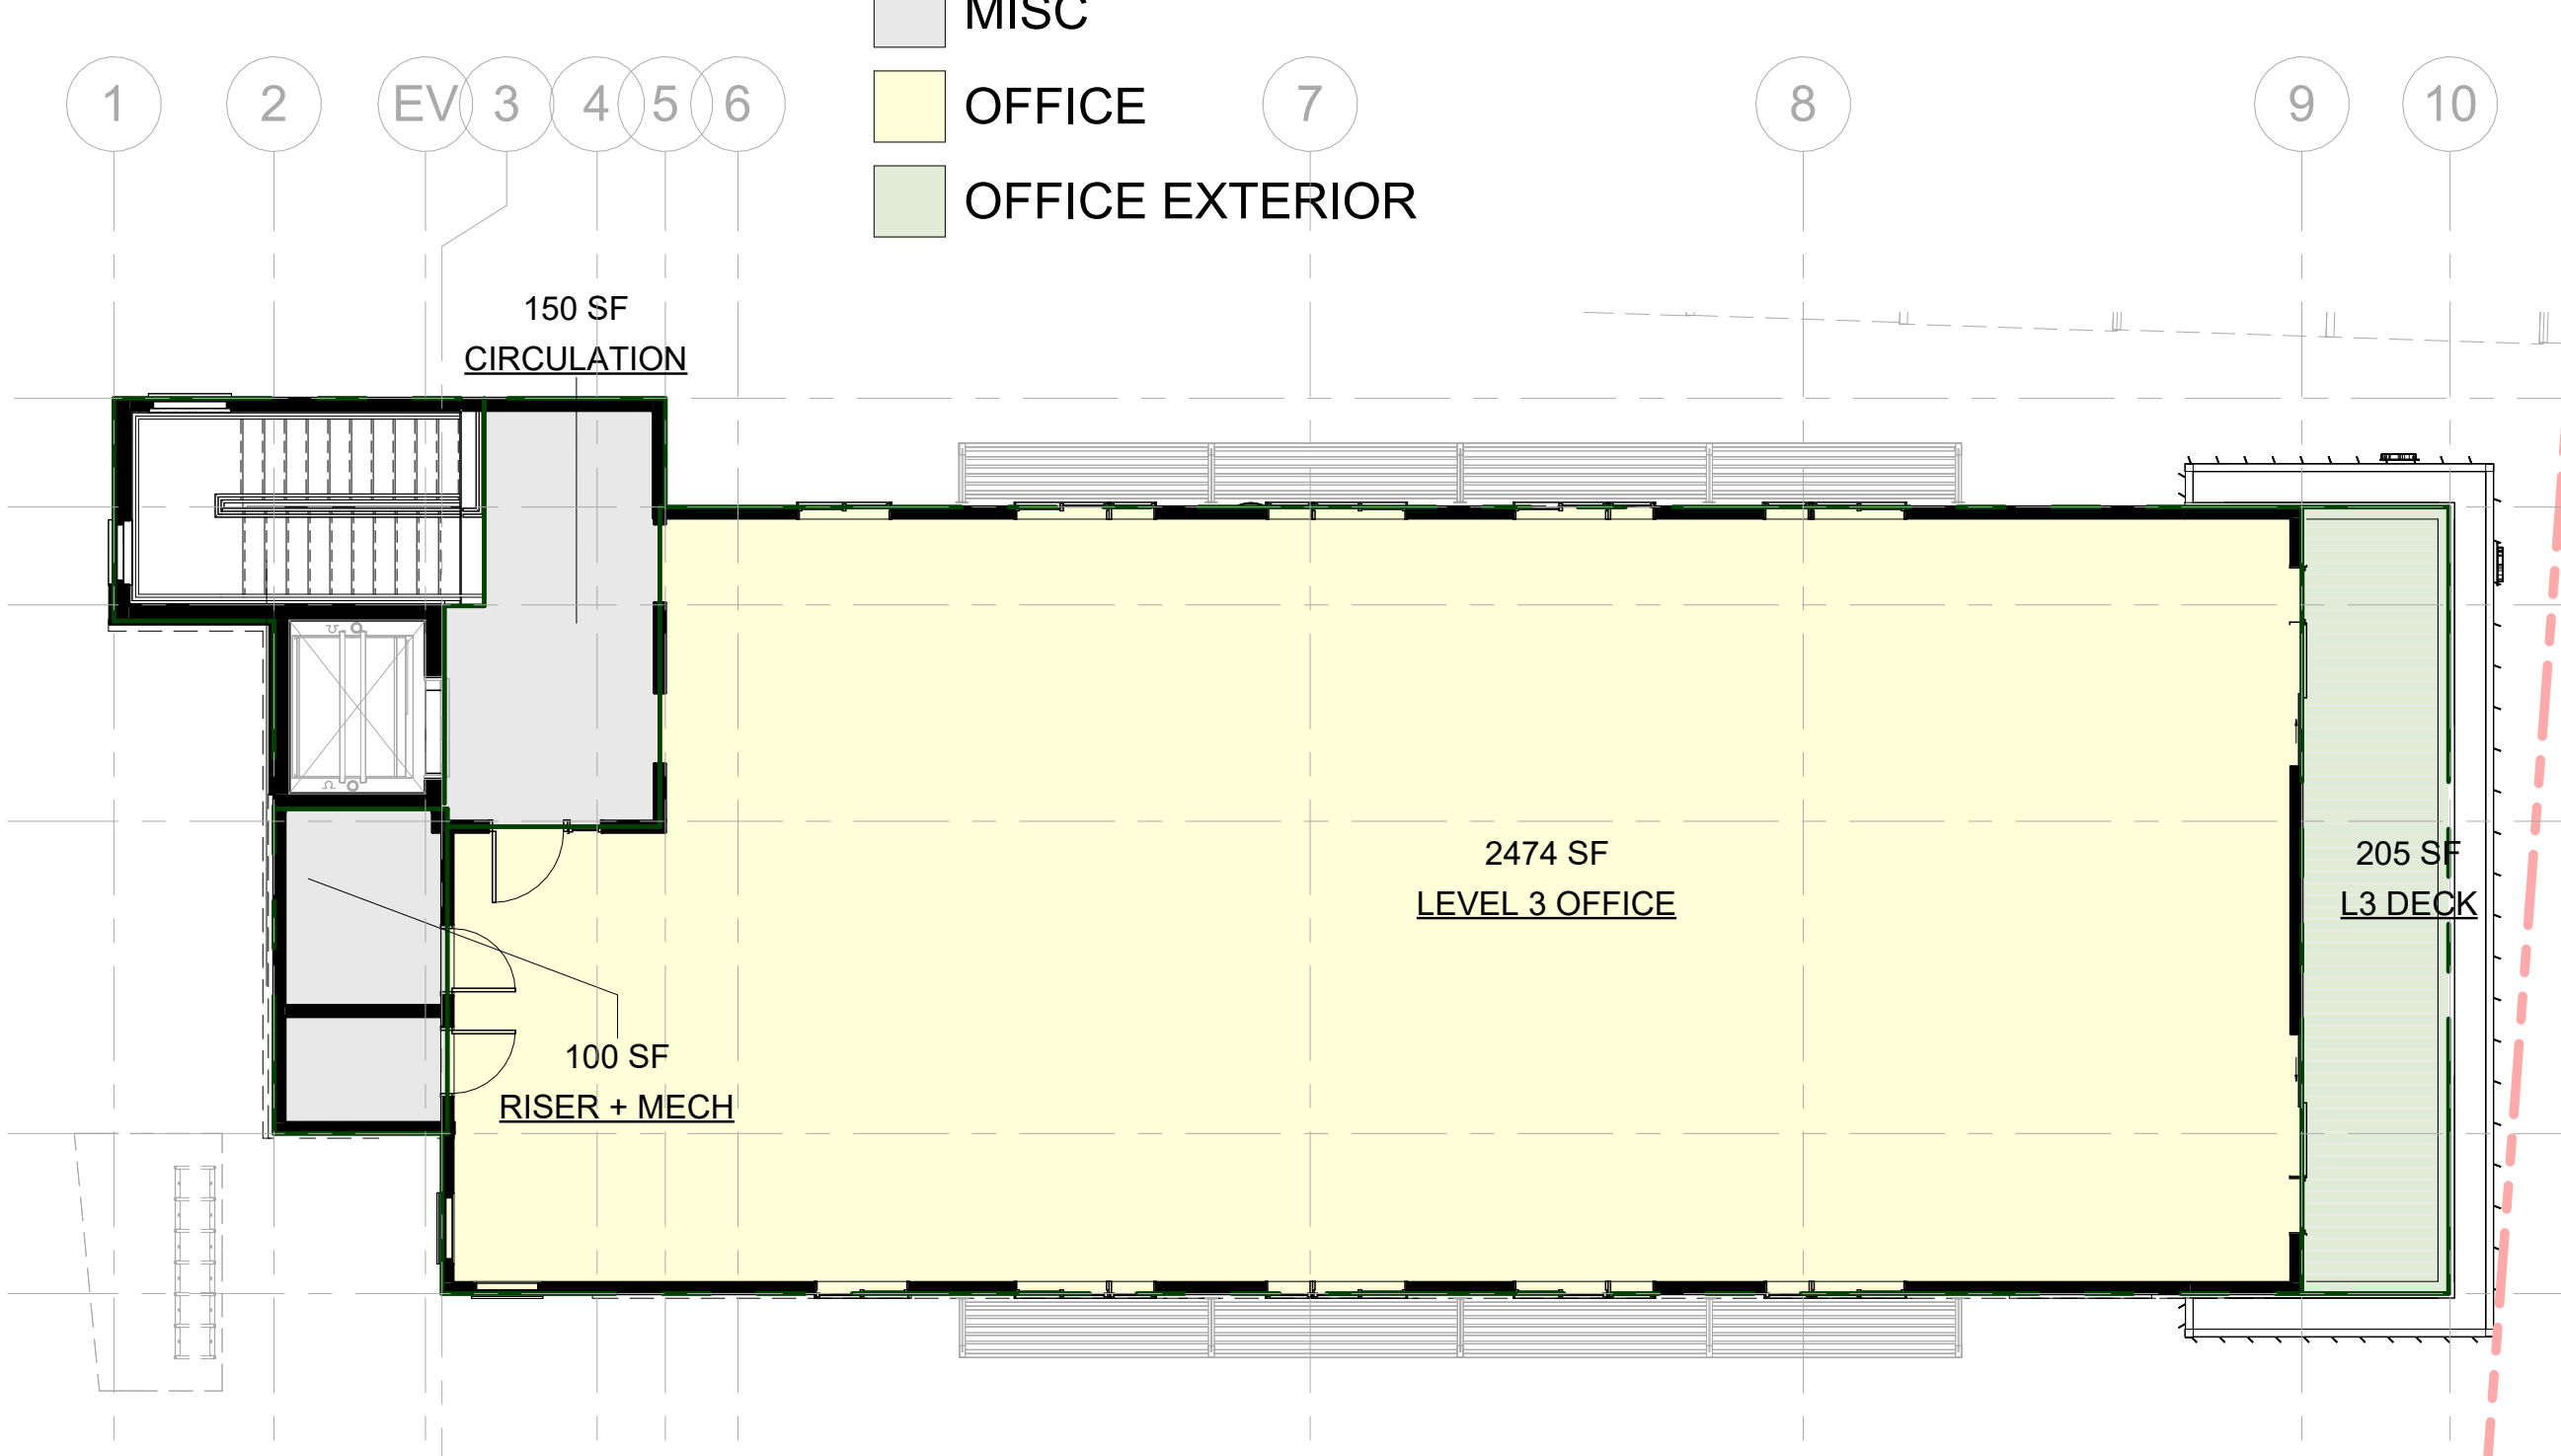 MISC
OFFICE
OFFICE EXTERIOR
1
2
EV
3
4
5
6
7
8
9
10
150 SF
CIRCULATION
2474 SF
LEVEL 3 OFFICE
205 SF
L3 DECK
100 SF
RISER + MECH